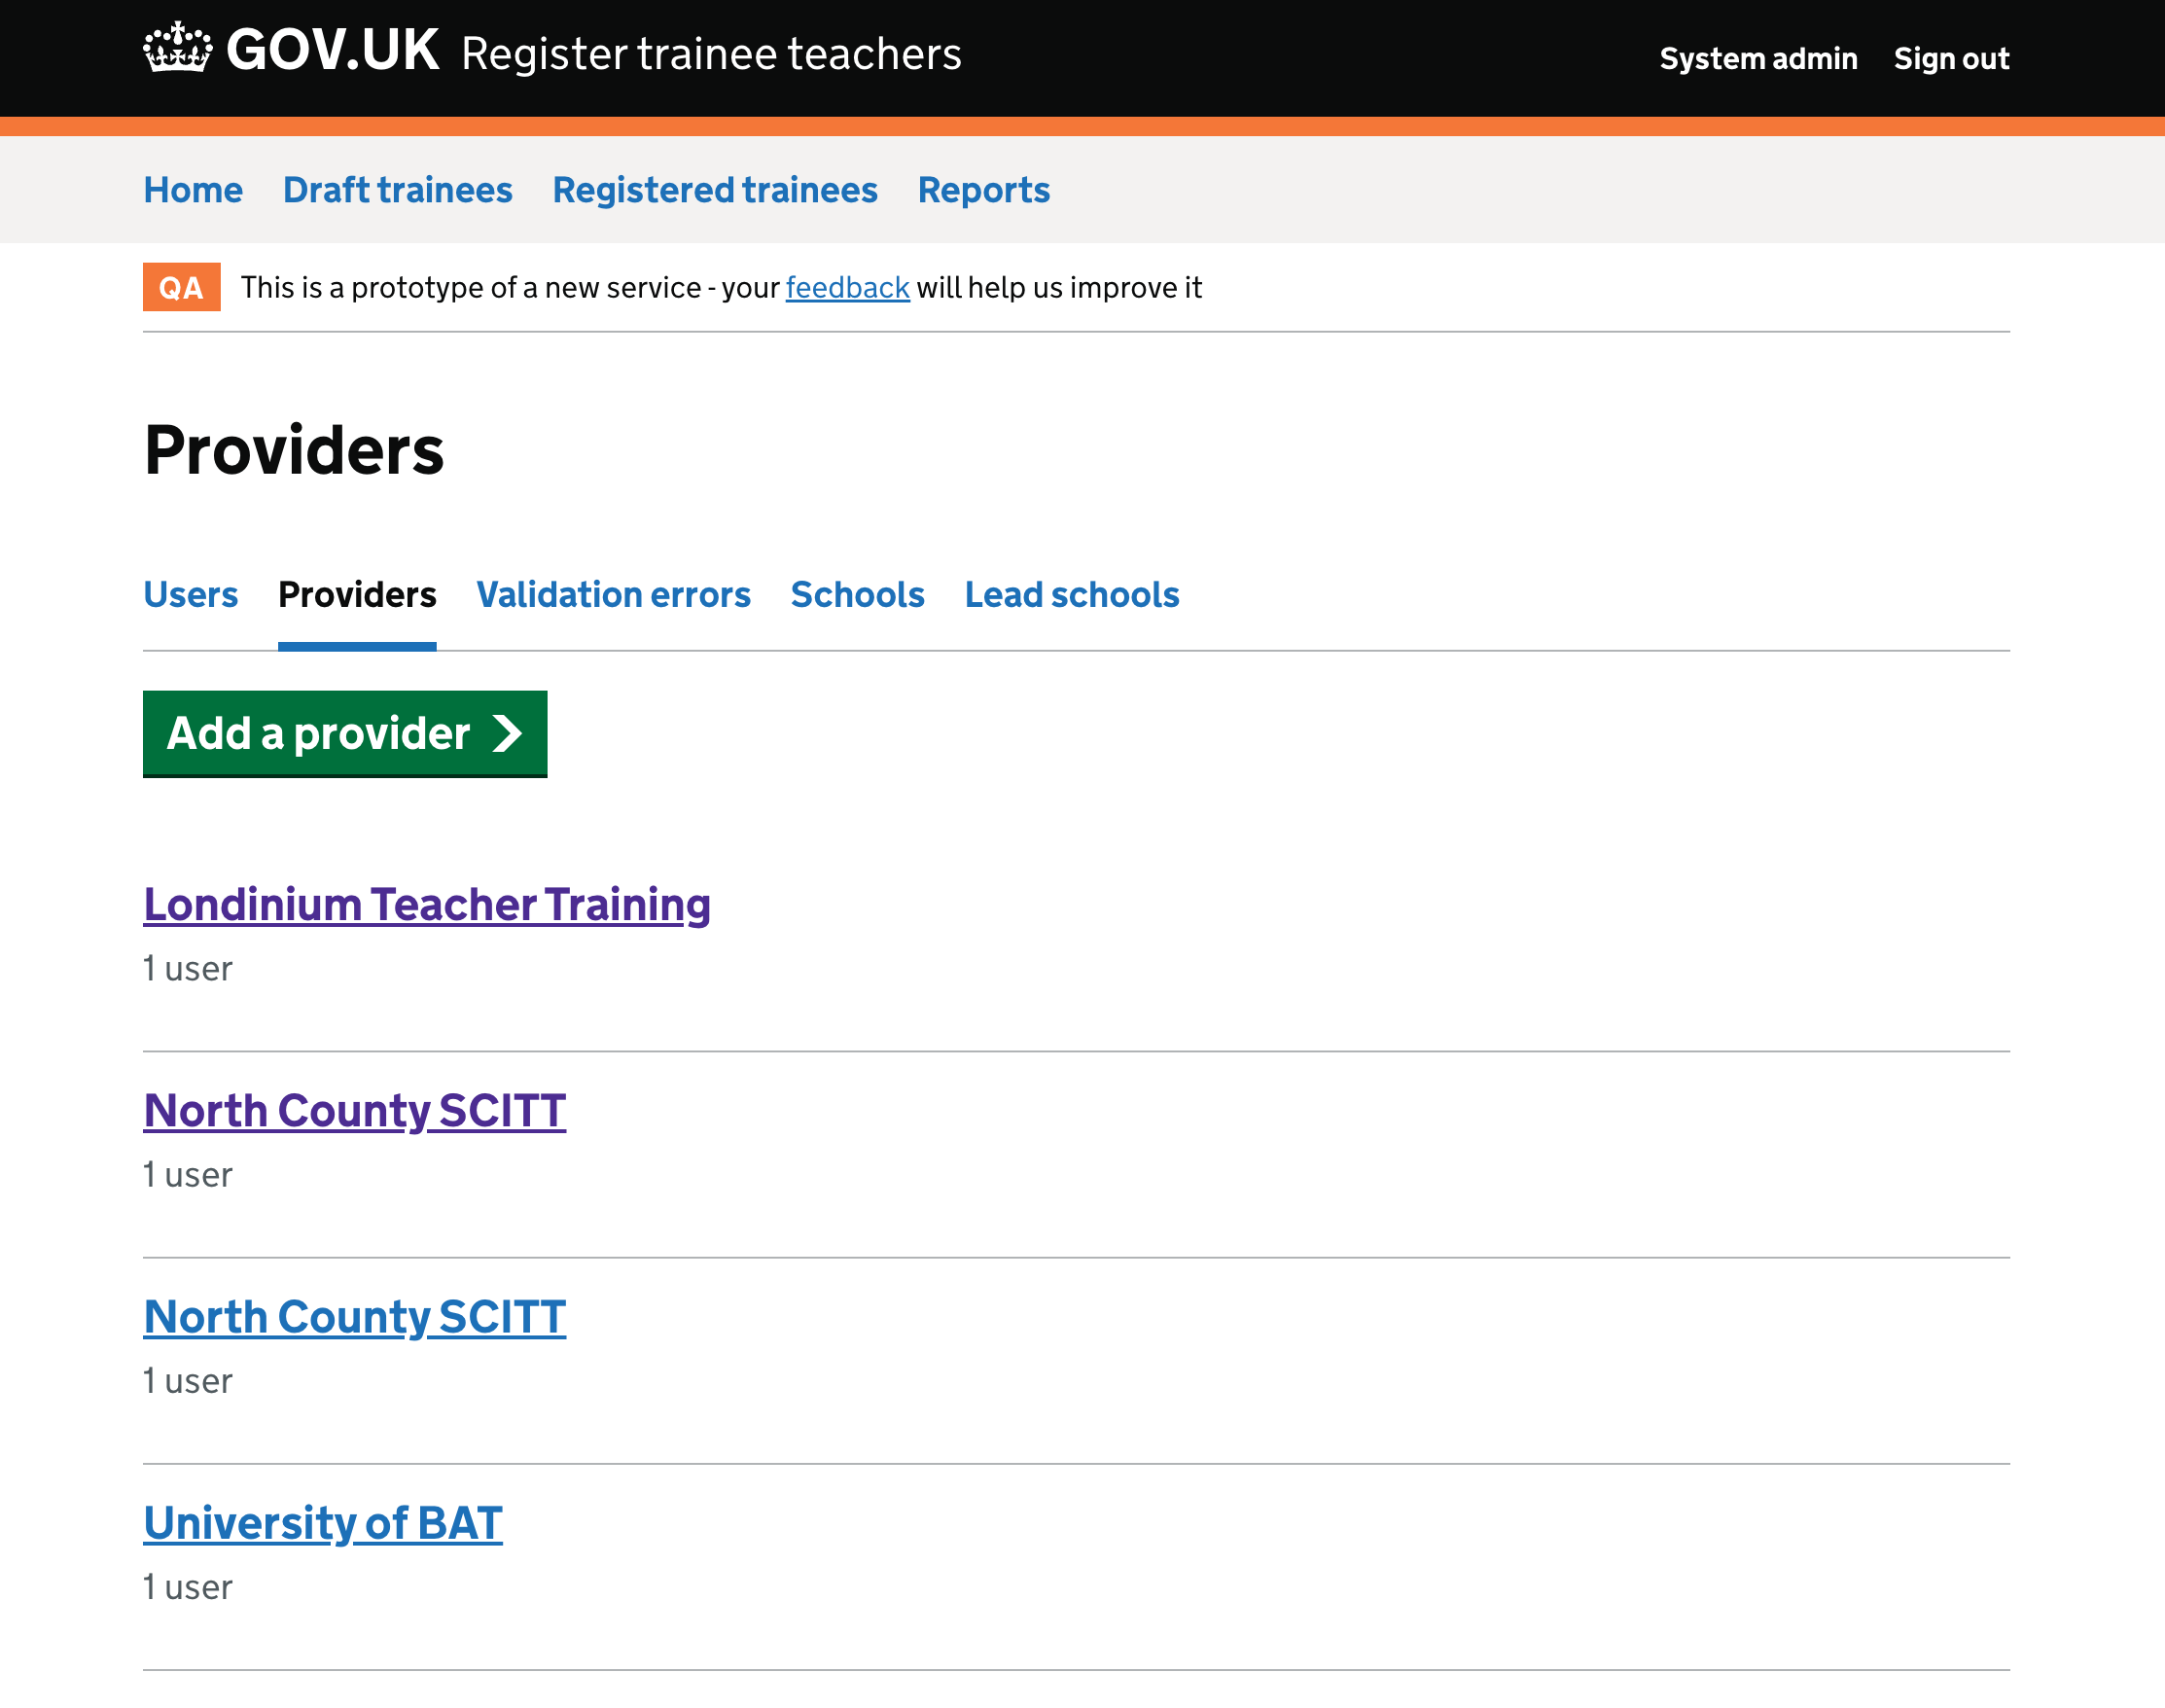 GOV.UK Register trainee teachers System admin Sign out
Home Draft trainees Registered trainees Reports
QA This is a prototype of a new service - your feedback will help us improve it
Providers
Users Providers Validation errors Schools Lead schools
Add a provider
Londinium Teacher Training
1 user
North County SCITT
1 user
North County SCITT
1 user
University of BAT
1 user